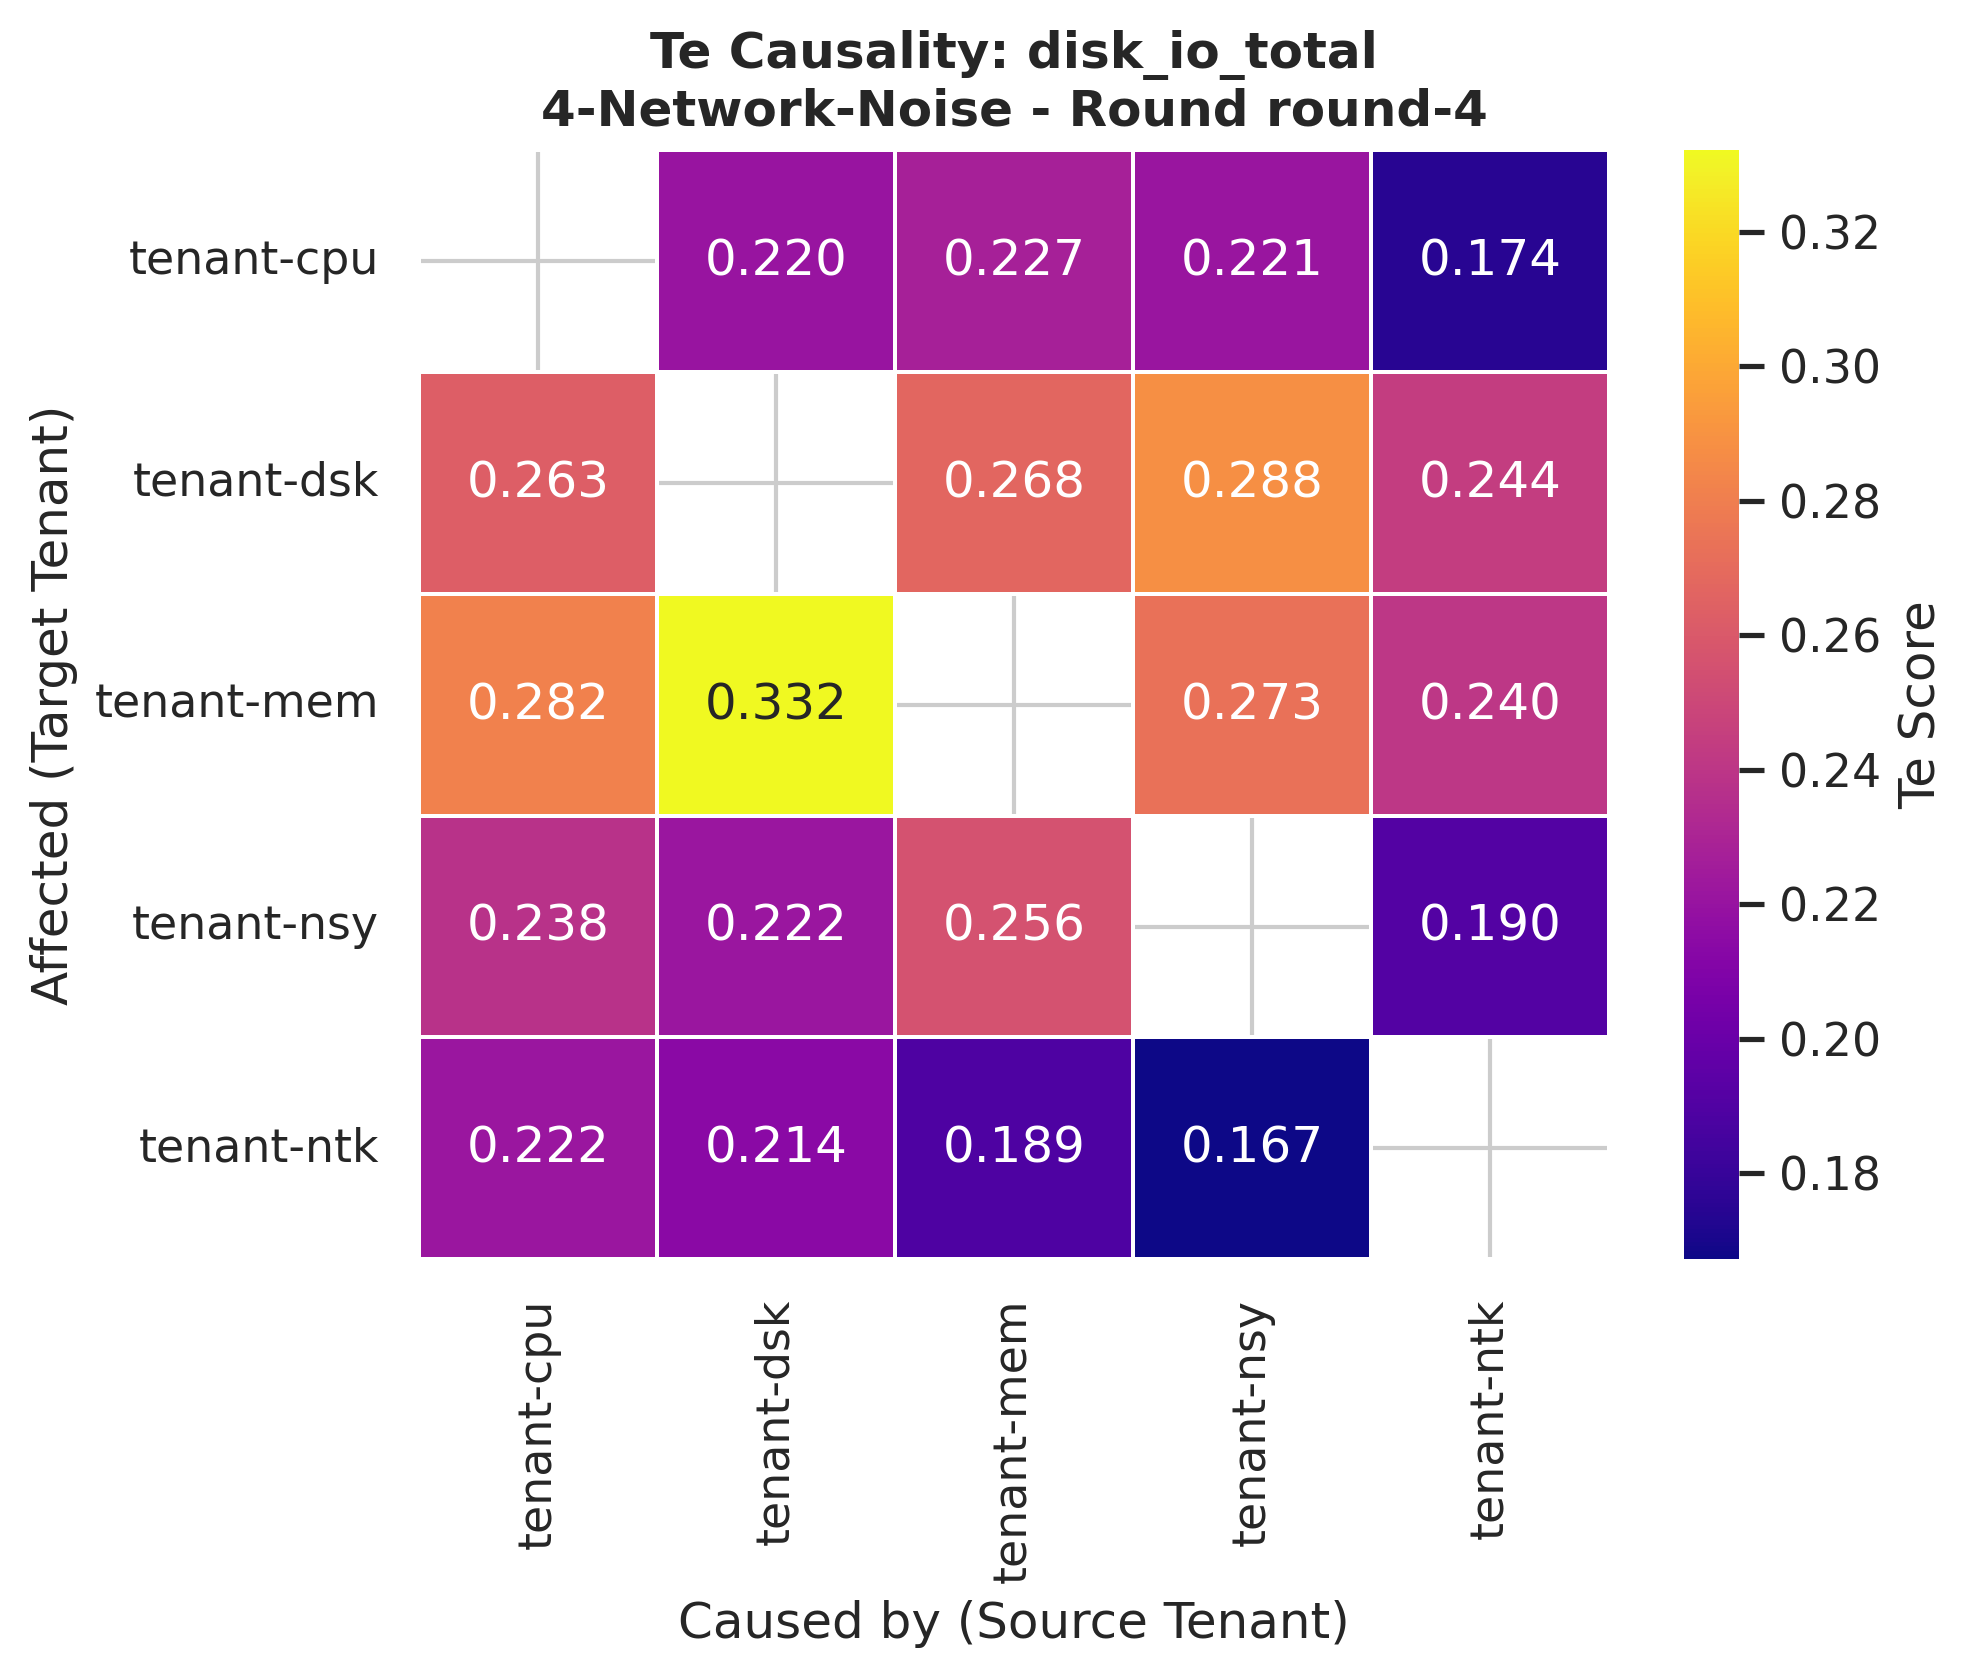 Te Causality: disk_io_total
4-Network-Noise - Round round-4
Affected (Target Tenant)
tenant-cpu 0.220 0.227 0.221 0.174
tenant-dsk 0.263 0.268 0.288 0.244
tenant-mem 0.282 0.332 0.273 0.240
tenant-nsy 0.238 0.222 0.256 0.190
tenant-ntk 0.222 0.214 0.189 0.167
tenant-cpu tenant-dsk tenant-mem tenant-nsy tenant-ntk
Caused by (Source Tenant)
0.32
0.30
0.28
0.26
0.24
0.22
0.20
0.18
Te Score